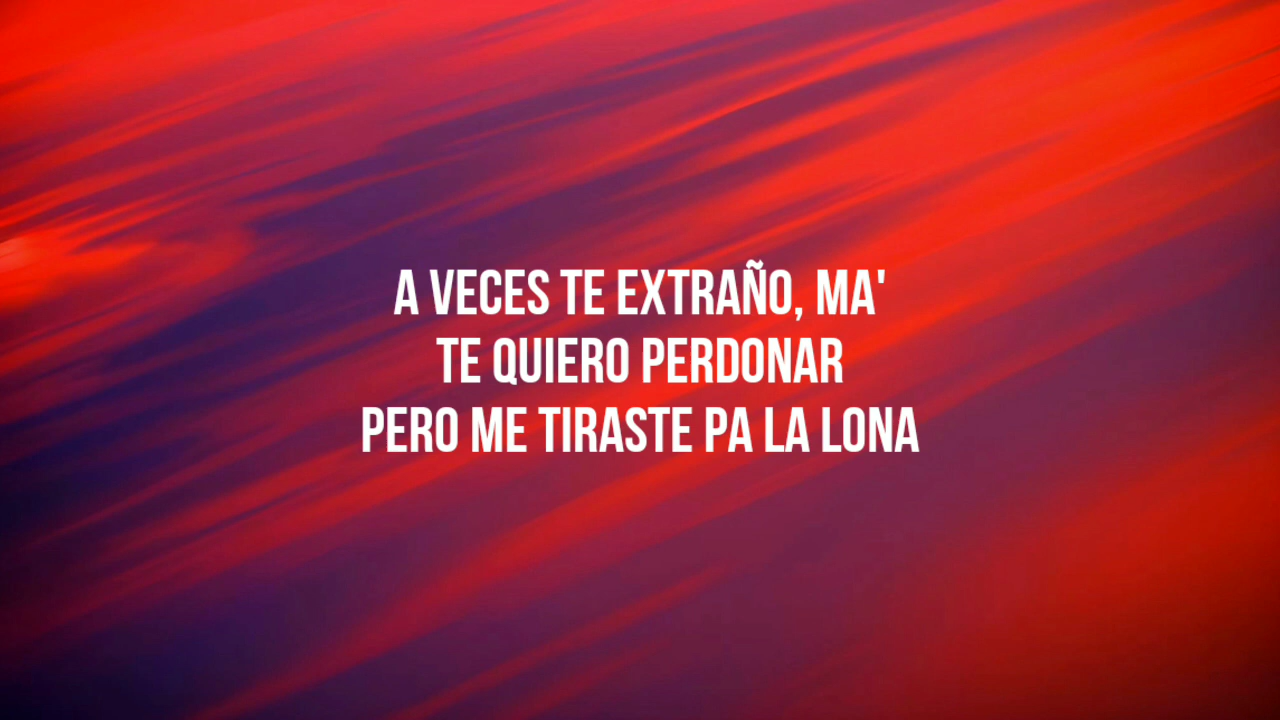 A VECES TE EXTRAÑO, MA'
TE QUIERO PERDONAR
PERO ME TIRASTE PA LA LONA